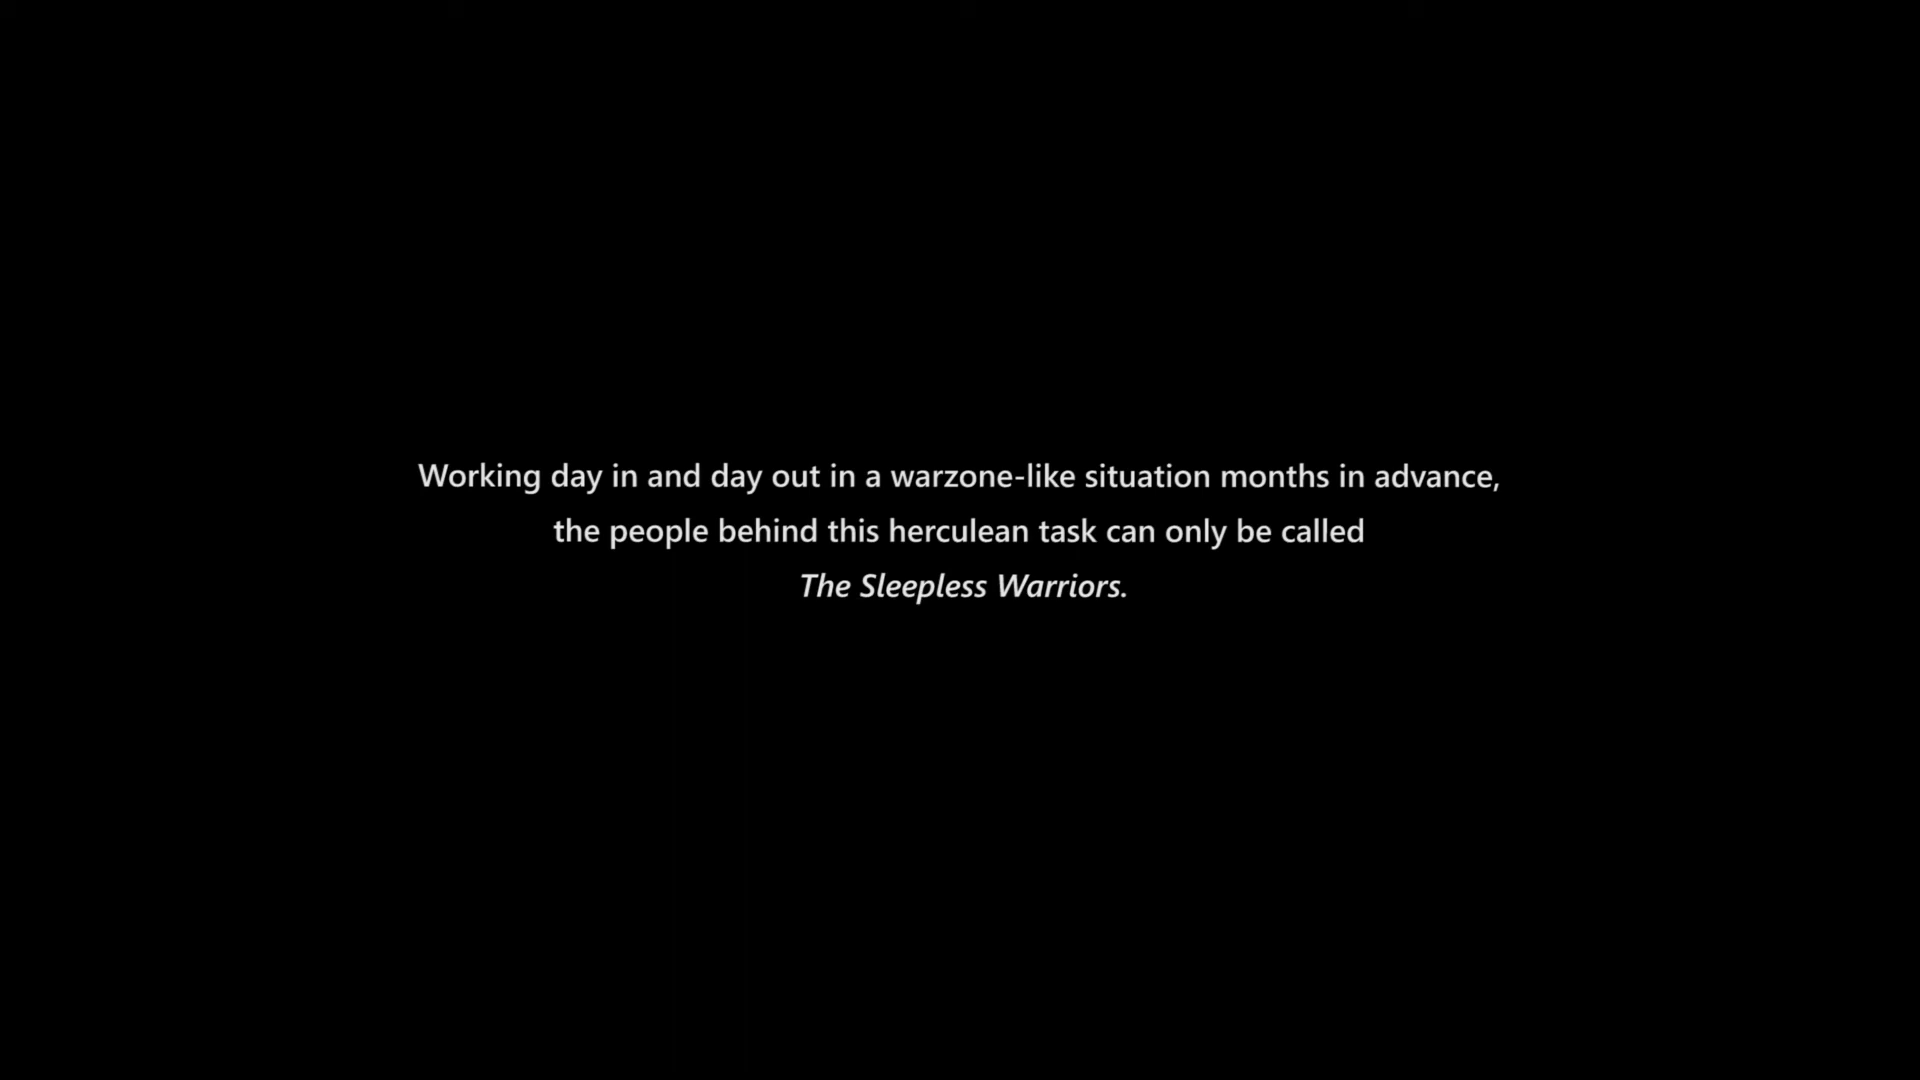 Working day in and day out in a warzone-like situation months in advance,
the people behind this herculean task can only be called
The Sleepless Warriors.